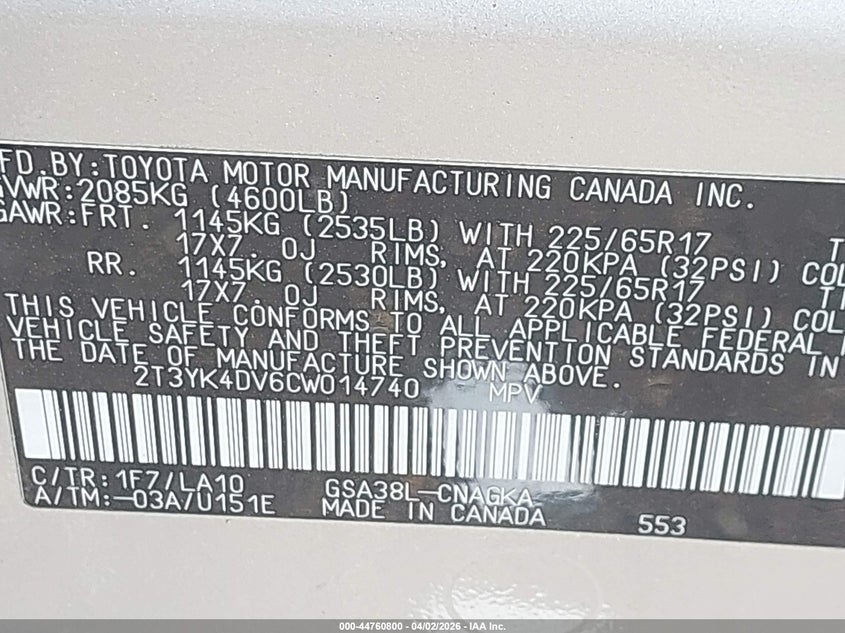 FD.BY:TOYOTA MOTOR MANUFACTURING CANADA INC.
GVWR:2085KG (4600LB)
GAWR:FRT. 1145KG (2535LB) WITH 225/65R17
17X7.0J RIMS, AT 220KPA (32PSI) COL
RR. 1145KG (2530LB) WITH 225/65R17
17X7.0J RIMS, AT 220KPA (32PSI) COL
THIS VEHICLE CONFORMS TO ALL APPLICABLE FEDERAL
VEHICLE SAFETY AND THEFT PREVENTION STANDARDS IN
THE DATE OF MANUFACTURE SHOWN ABOVE.
2T3YK4DV6CW014740 MPV
C/TR:1F7/LA10 GSA38L-CNAGKA
A/TM:-03A/U151E MADE IN CANADA 553
000-44760800 - 04/02/2026 - IAA Inc.